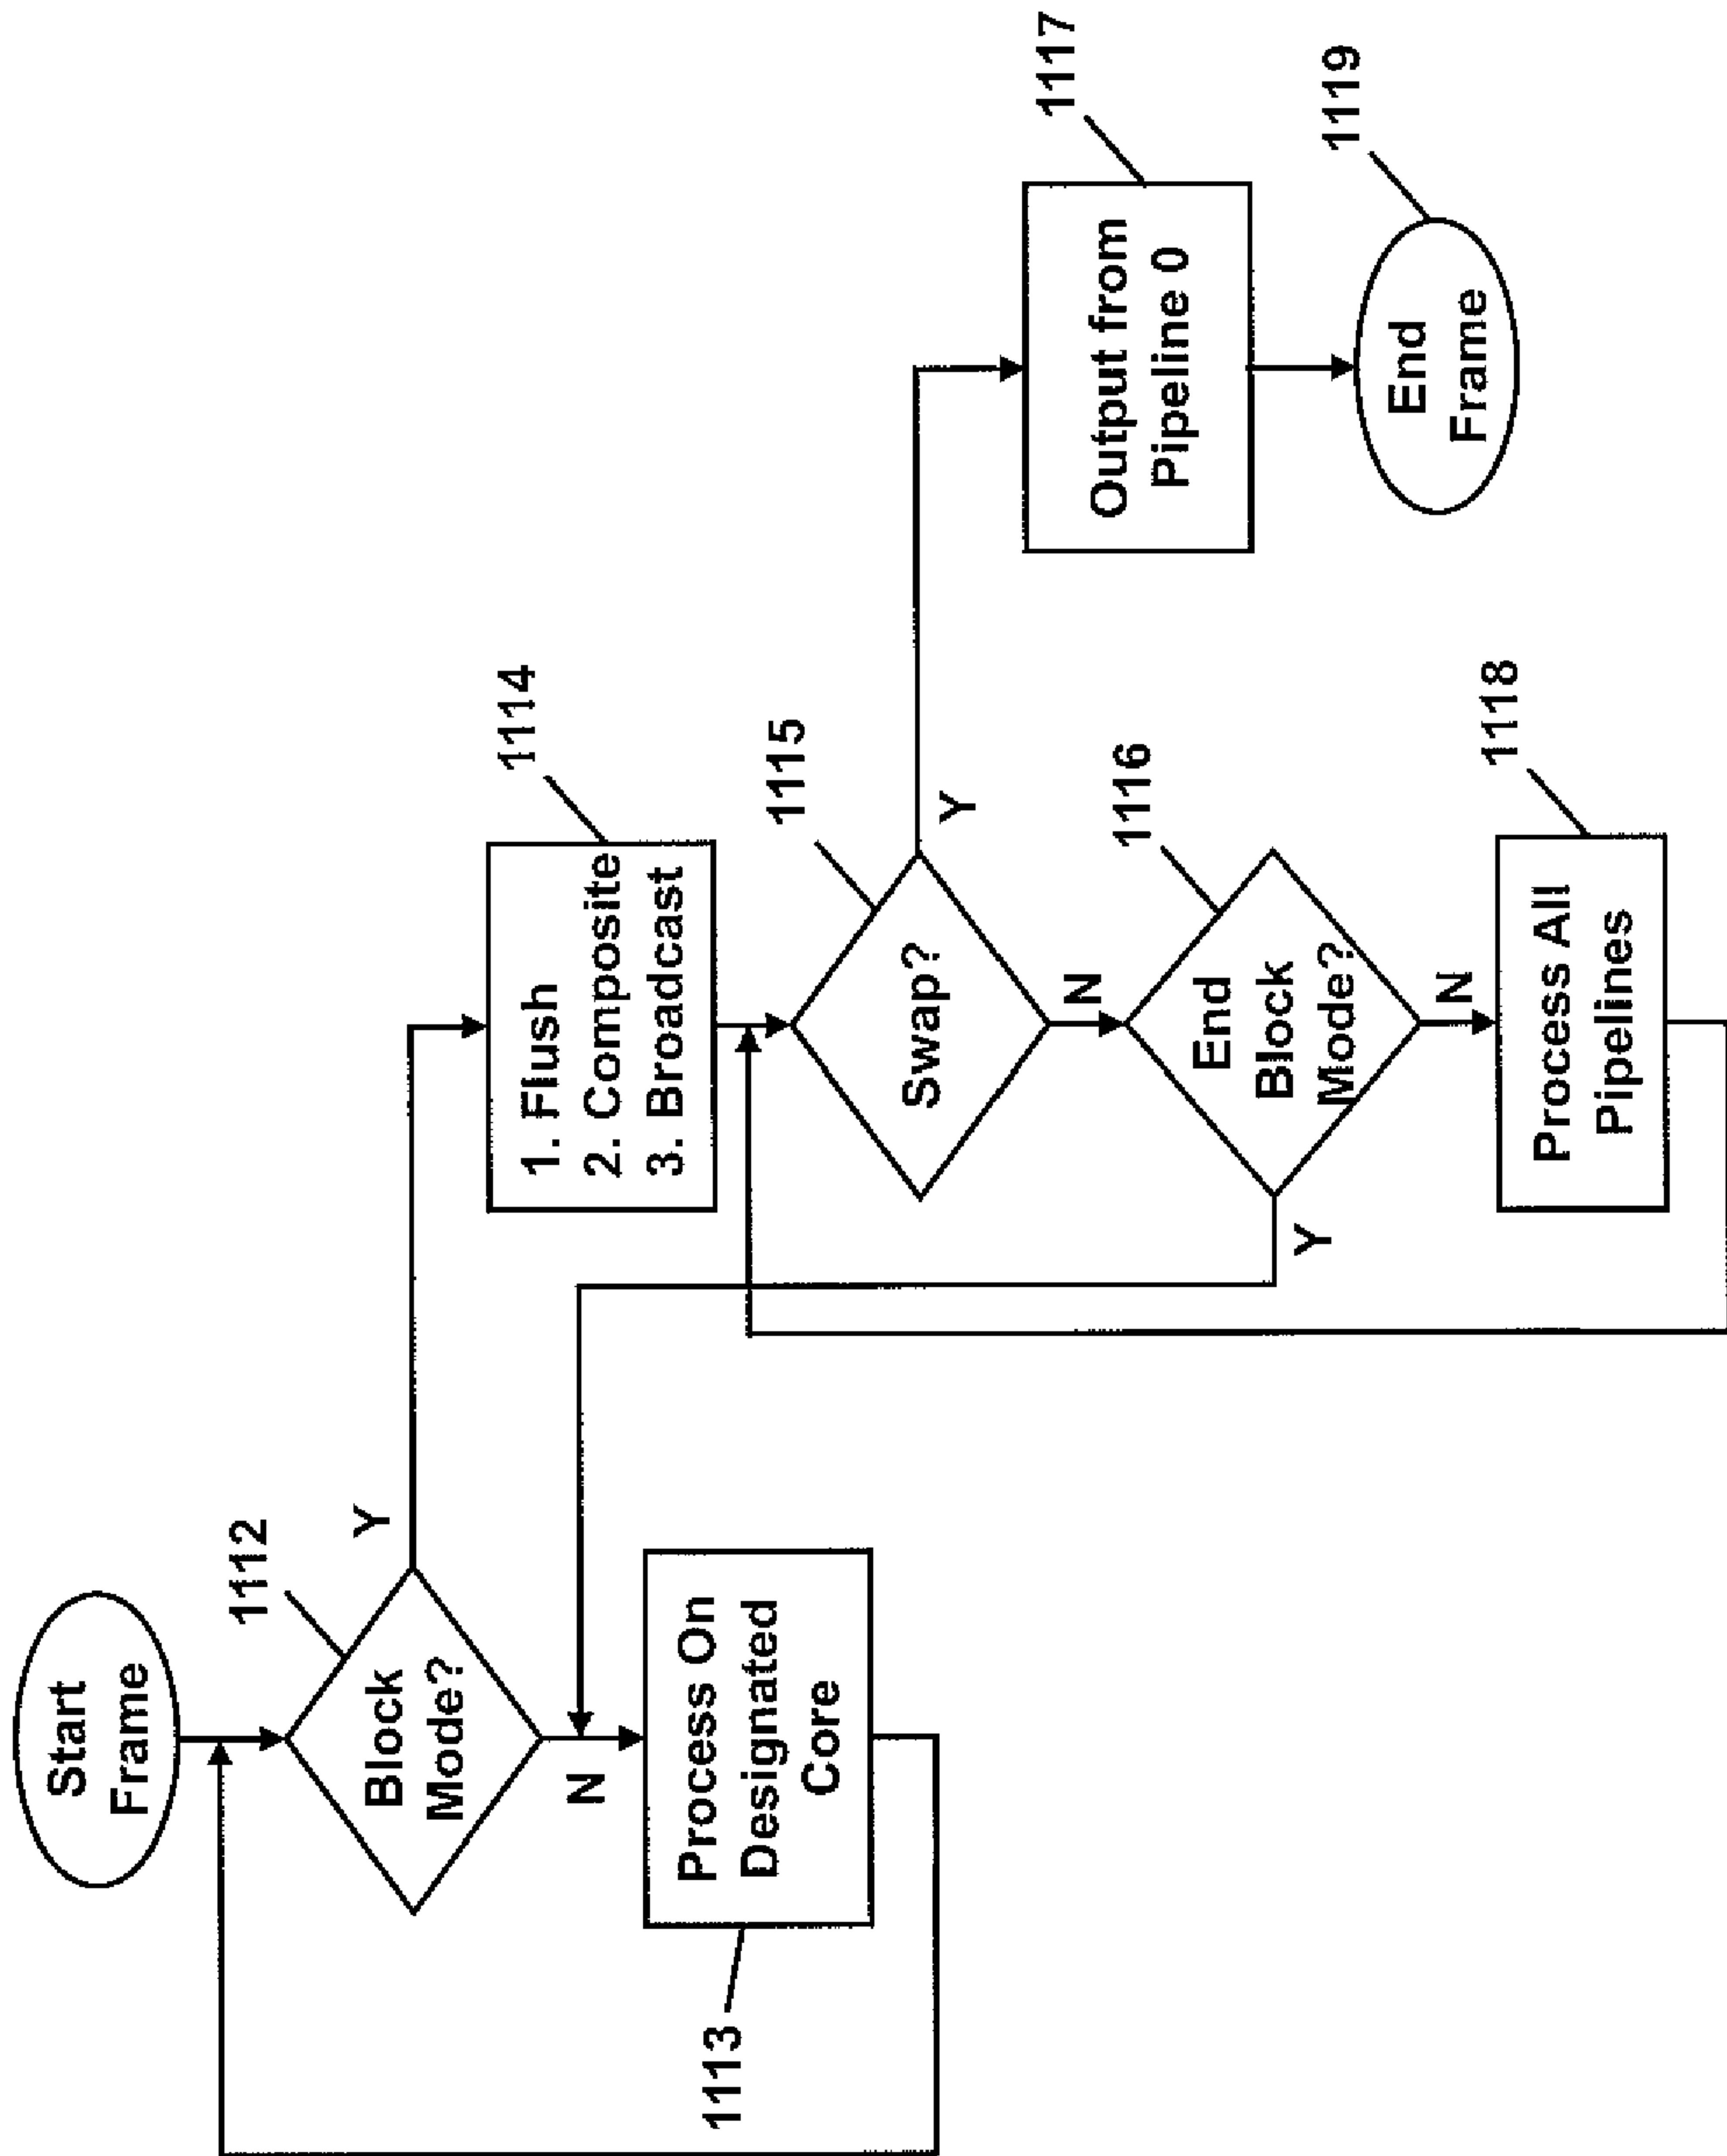 Start
Frame
1112
Block
Mode?
Y
N
1113
Process On
Designated
Core
1114
1. Flush
2. Composite
3. Broadcast
1115
Swap?
Y
N
1116
End
Block
Mode?
Y
N
1118
Process All
Pipelines
1117
Output from
Pipeline 0
1119
End
Frame